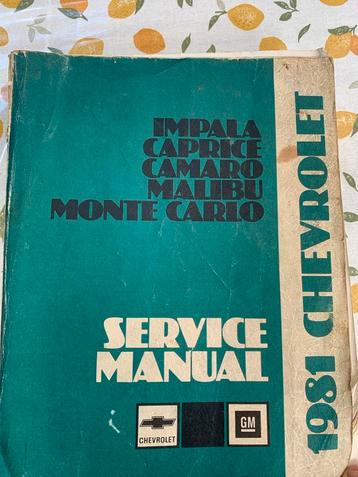 IMPALA
CAPRICE
CAMARO
MALIBU
MONTE CARLO
SERVICE
MANUAL
CHEVROLET
GM
1981 CHEVROLET